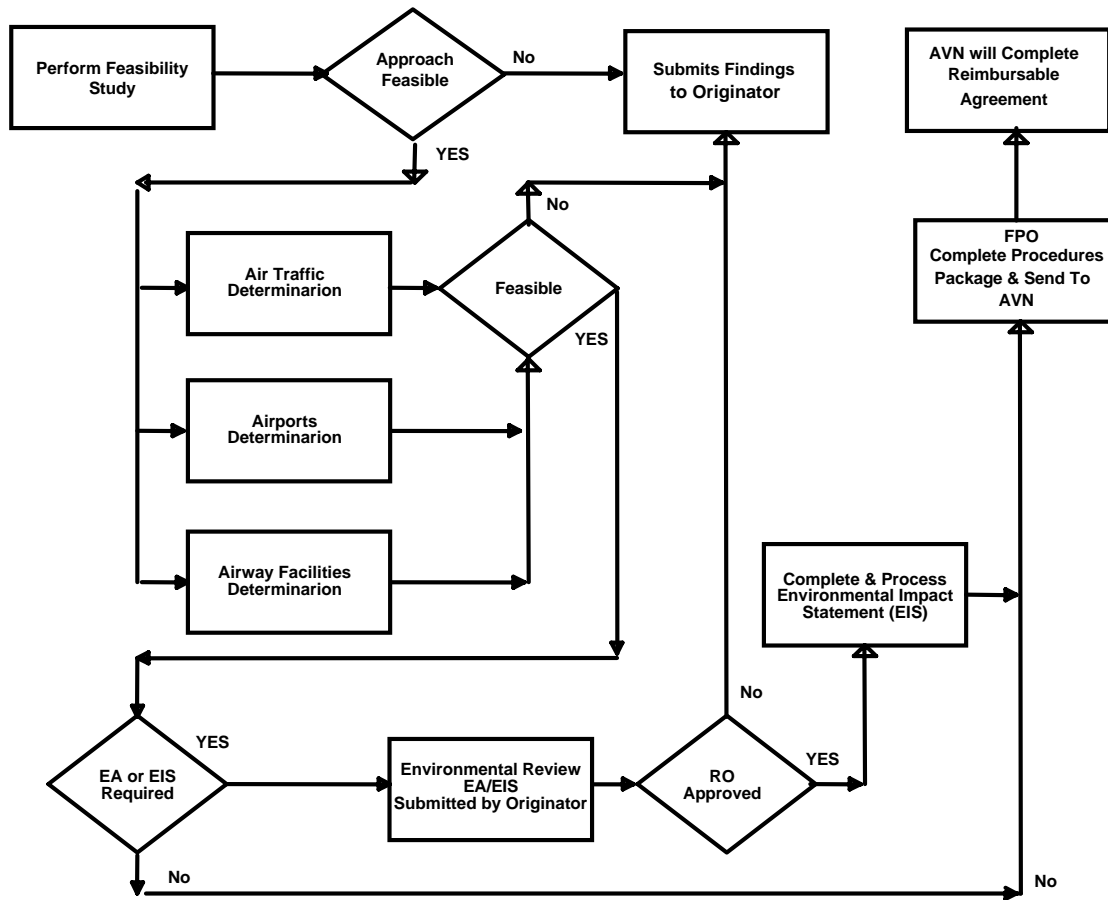 Perform Feasibility
Study
Approach
Feasible
No
Submits Findings
to Originator
AVN will Complete
Reimbursable
Agreement
YES
No
Air Traffic
Determinarion
Feasible
YES
FPO
Complete Procedures
Package & Send To
AVN
Airports
Determinarion
Airway Facilities
Determinarion
Complete & Process
Environmental Impact
Statement (EIS)
No
YES
EA or EIS
Required
Environmental Review
EA/EIS
Submitted by Originator
RO
Approved
YES
No
No